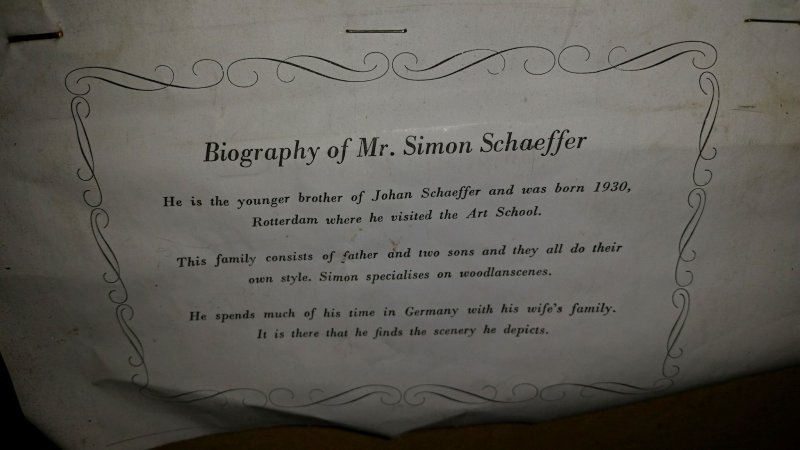 Biography of Mr. Simon Schaeffer
He is the younger brother of Johan Schaeffer and was born 1930,
Rotterdam where he visited the Art School.
This family consists of father and two sons and they all do their
own style. Simon specialises on woodlanscenes.
He spends much of his time in Germany with his wife's family.
It is there that he finds the scenery he depicts.